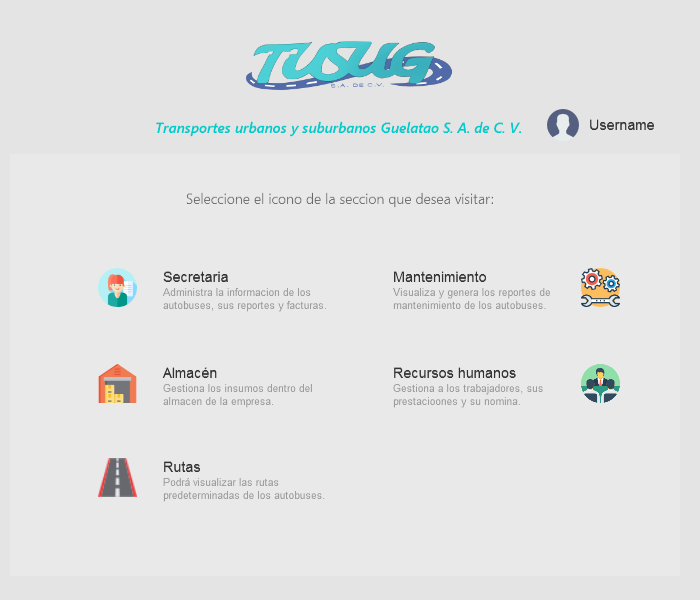 TUSUG
S.A. DE C.V.
Transportes urbanos y suburbanos Guelatao S. A. de C. V.
Username
Seleccione el icono de la seccion que desea visitar:
Secretaria
Administra la informacion de los
autobuses, sus reportes y facturas.
Mantenimiento
Visualiza y genera los reportes de
mantenimiento de los autobuses.
Almacén
Gestiona los insumos dentro del
almacen de la empresa.
Recursos humanos
Gestiona a los trabajadores, sus
prestacioones y su nomina.
Rutas
Podrá visualizar las rutas
predeterminadas de los autobuses.